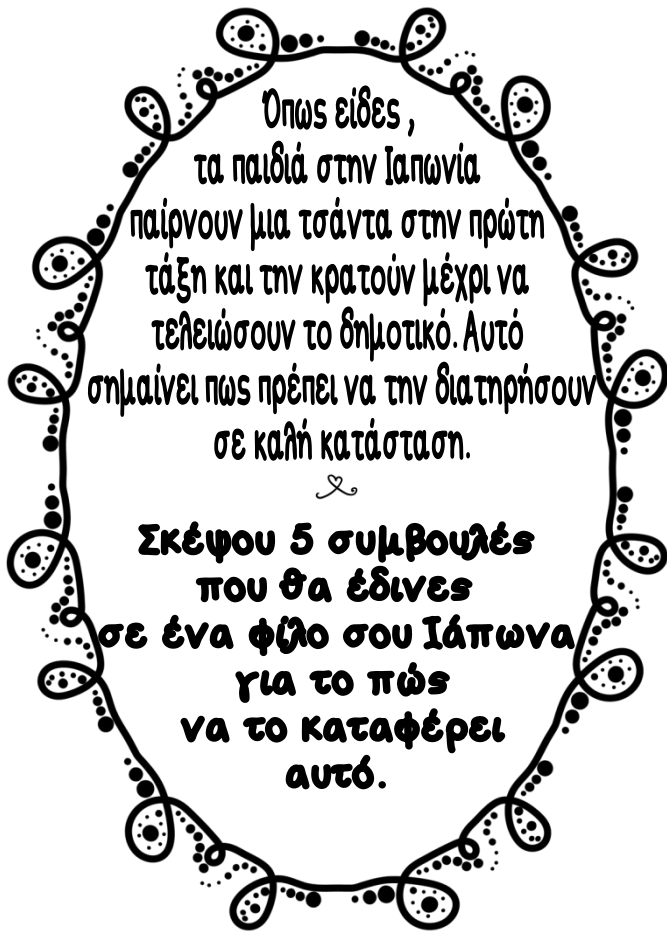 Όπως είδες ,
τα παιδιά στην Ιαπωνία
παίρνουν μια τσάντα στην πρώτη
τάξη και την κρατούν μέχρι να
τελειώσουν το δημοτικό. Αυτό
σημαίνει πως πρέπει να την διατηρήσουν
σε καλή κατάσταση.
Σκέψου 5 συμβουλές
που θα έδινες
σε ένα φίλο σου Ιάπωνα
για το πώς
να το καταφέρει
αυτό.